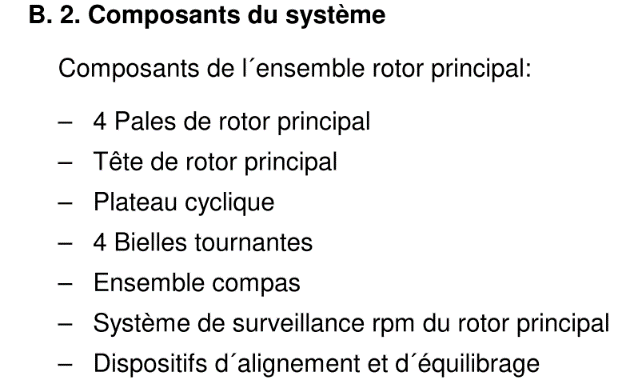 B. 2. Composants du système
Composants de l´ensemble rotor principal:
– 4 Pales de rotor principal
– Tête de rotor principal
– Plateau cyclique
– 4 Bielles tournantes
– Ensemble compas
– Système de surveillance rpm du rotor principal
– Dispositifs d´alignement et d´équilibrage